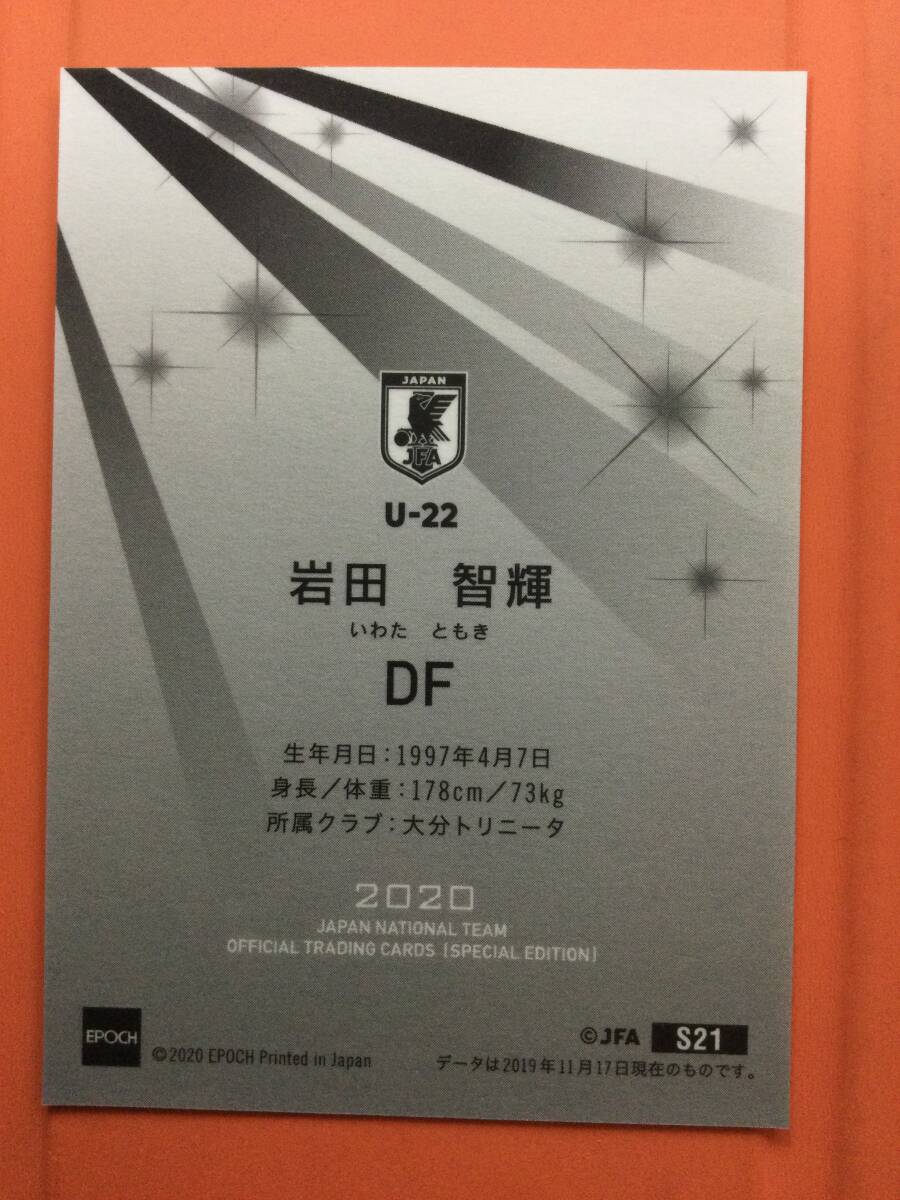 JAPAN
JFA
U-22
岩田 智輝
いわた ともき
DF
生年月日:1997年4月7日
身長/体重:178cm/73kg
所属クラブ:大分トリニータ
2020
JAPAN NATIONAL TEAM
OFFICIAL TRADING CARDS [SPECIAL EDITION]
EPOCH
©2020 EPOCH Printed in Japan
©JFA S21
データは2019年11月17日現在のものです。